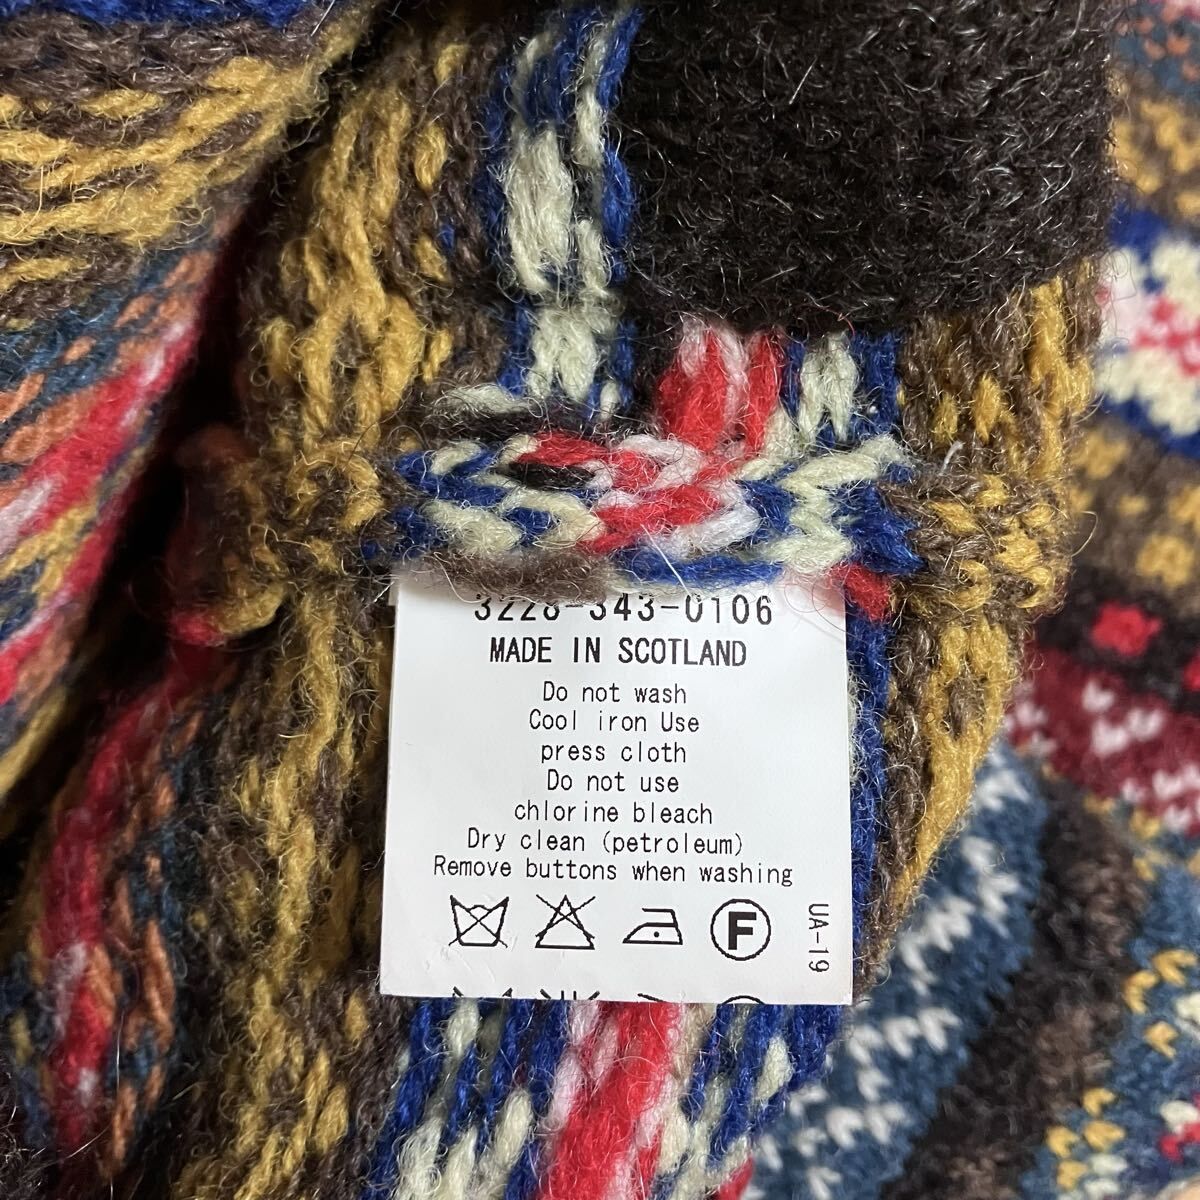 3228-343-0106
MADE IN SCOTLAND
Do not wash
Cool iron Use
press cloth
Do not use
chlorine bleach
Dry clean (petroleum)
Remove buttons when washing
F
UA-19